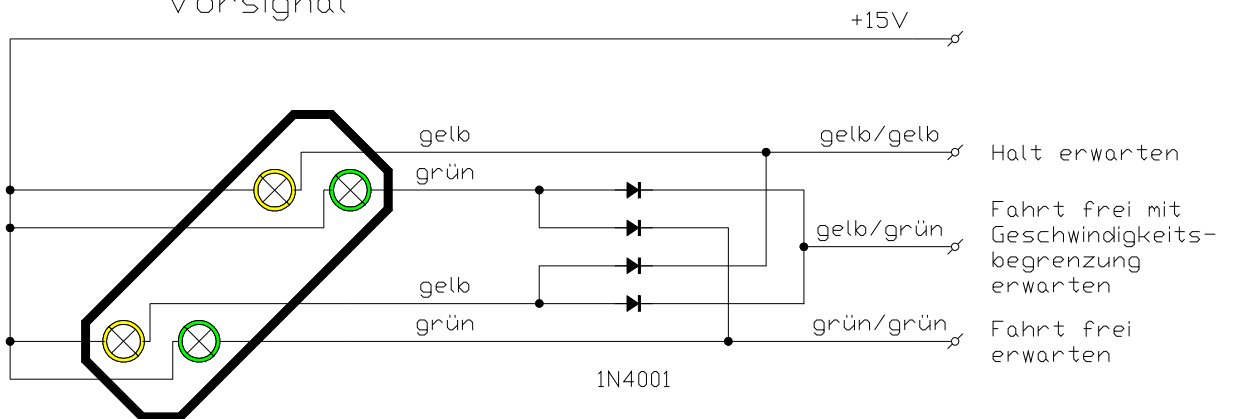 Vorsignal
+15V
gelb
gelb/gelb
Halt erwarten
grün
Fahrt frei mit
gelb/grün
Geschwindigkeits-
begrenzung
erwarten
gelb
grün
grün/grün
Fahrt frei
erwarten
1N4001